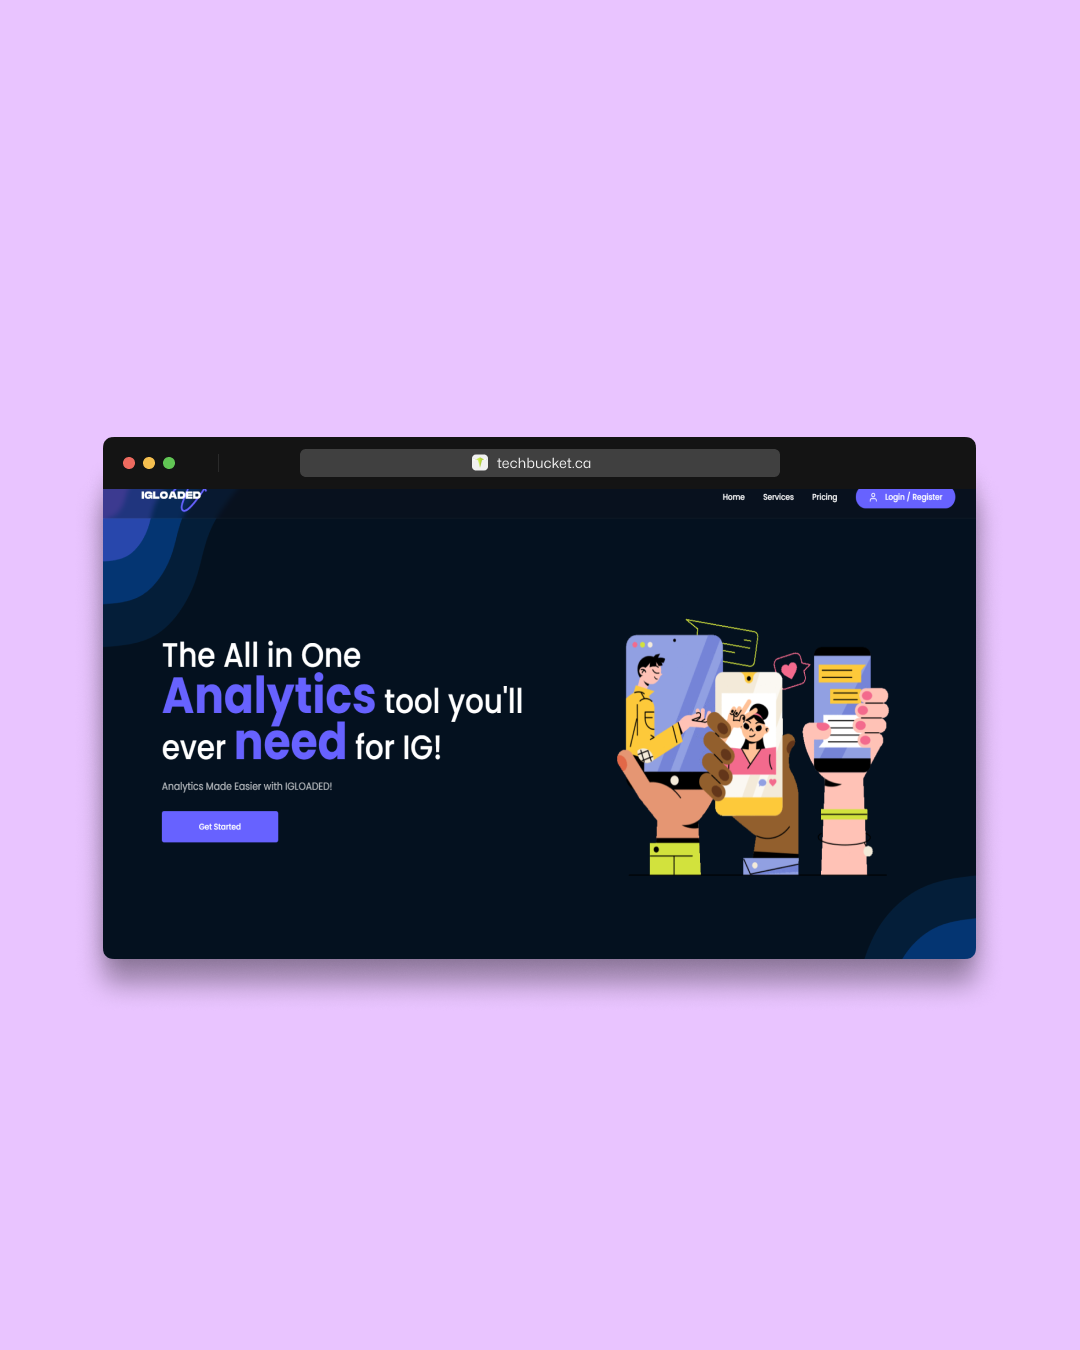 techbucket.ca
IGLOADED
Home Services Pricing Login / Register
The All in One
Analytics tool you'll
ever need for IG!
Analytics Made Easier with IGLOADED!
Get Started